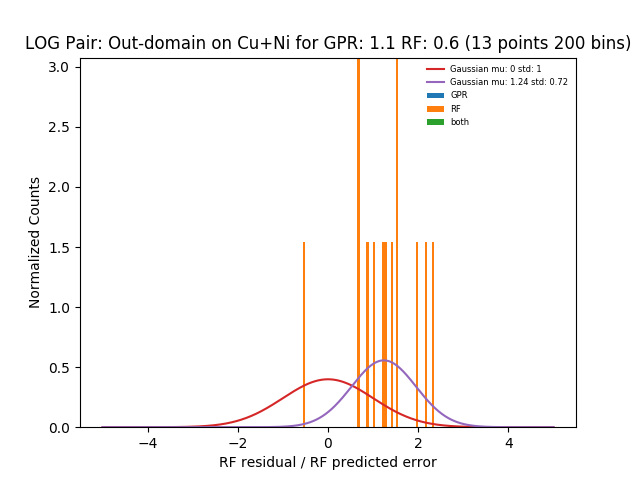 LOG Pair: Out-domain on Cu+Ni for GPR: 1.1 RF: 0.6 (13 points 200 bins)
Gaussian mu: 0 std: 1
Gaussian mu: 1.24 std: 0.72
GPR
RF
both
Normalized Counts
3.0
2.5
2.0
1.5
1.0
0.5
0.0
−4
−2
0
2
4
RF residual / RF predicted error